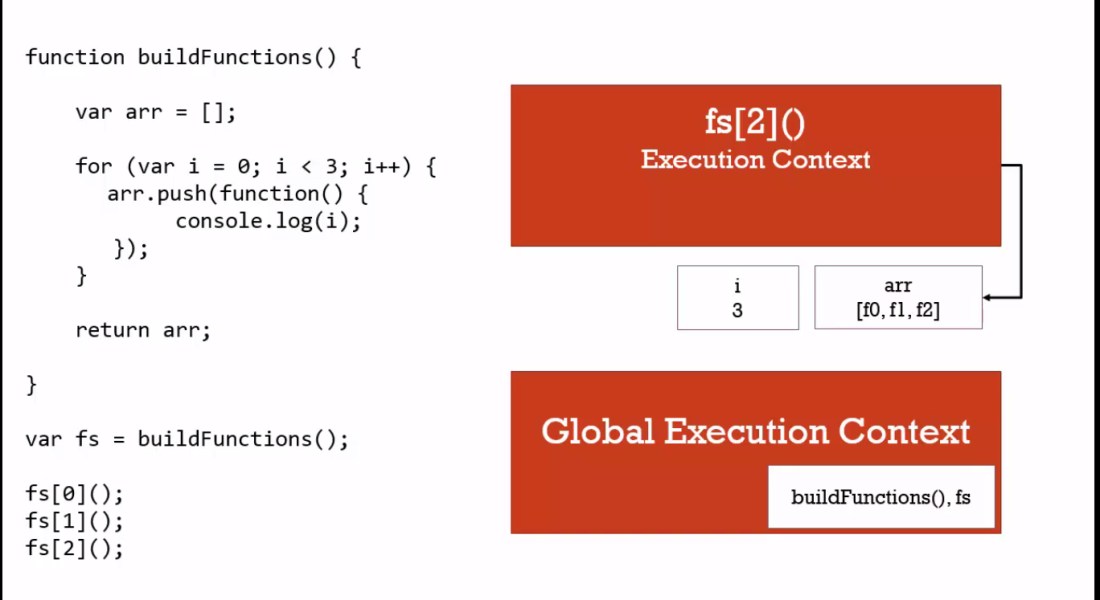 function buildFunctions() {
var arr = [];
for (var i = 0; i < 3; i++) {
arr.push(function() {
console.log(i);
});
}
return arr;
}
var fs = buildFunctions();
fs[0]();
fs[1]();
fs[2]();
fs[2]()
Execution Context
i
3
arr
[f0, f1, f2]
Global Execution Context
buildFunctions(), fs